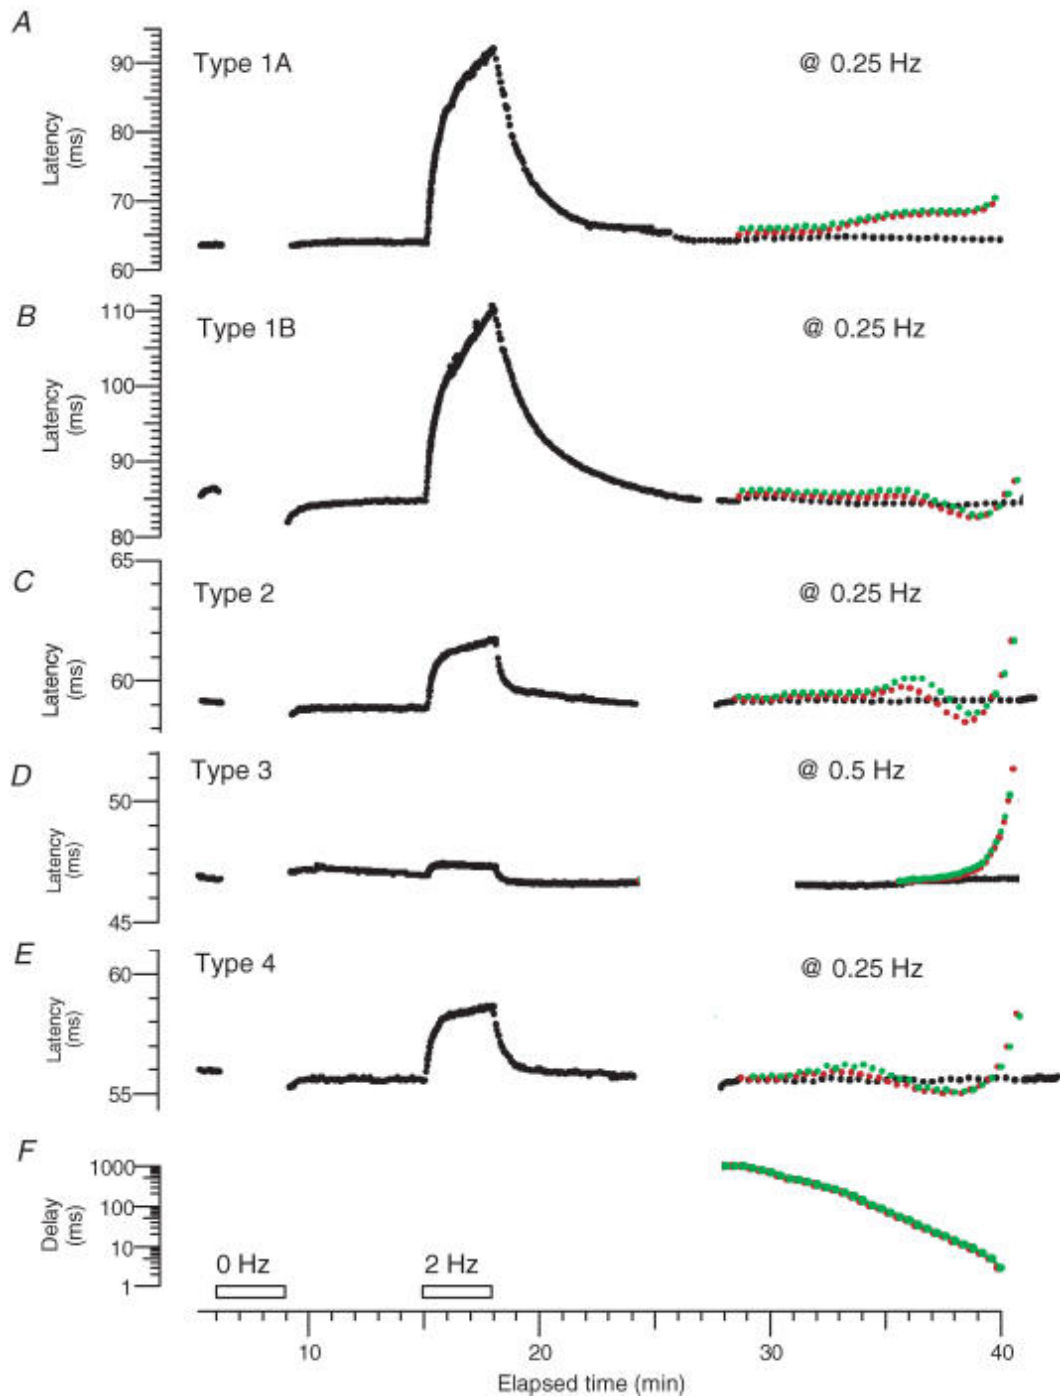 A
Type 1A
@ 0.25 Hz
90
80
70
60
Latency
(ms)
B
Type 1B
@ 0.25 Hz
110
100
90
80
Latency
(ms)
C
65
Type 2
@ 0.25 Hz
60
Latency
(ms)
D
Type 3
@ 0.5 Hz
50
45
Latency
(ms)
E
Type 4
@ 0.25 Hz
60
55
Latency
(ms)
F
1000
100
10
1
Delay
(ms)
0 Hz
2 Hz
10 20 30 40
Elapsed time (min)